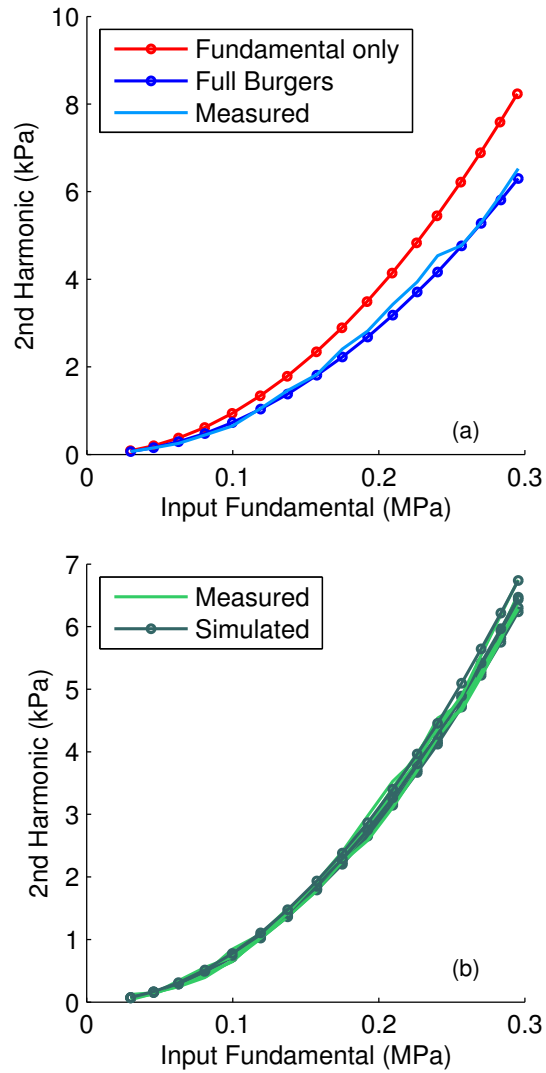 10
8
6
4
2
0
2nd Harmonic (kPa)
Fundamental only
Full Burgers
Measured
(a)
0 0.1 0.2 0.3
Input Fundamental (MPa)
7
6
5
4
3
2
1
0
2nd Harmonic (kPa)
Measured
Simulated
(b)
0 0.1 0.2 0.3
Input Fundamental (MPa)